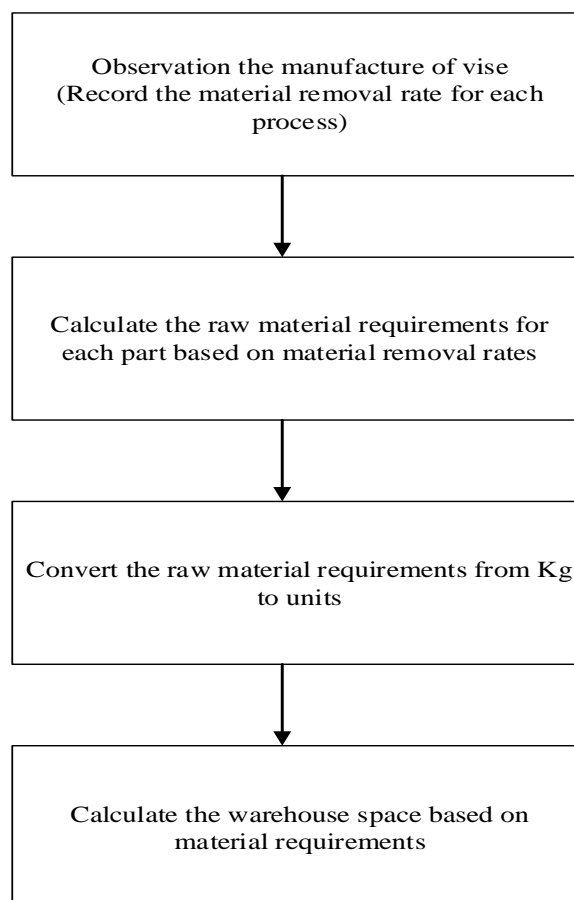 Observation the manufacture of vise
(Record the material removal rate for each
process)
Calculate the raw material requirements for
each part based on material removal rates
Convert the raw material requirements from Kg
to units
Calculate the warehouse space based on
material requirements